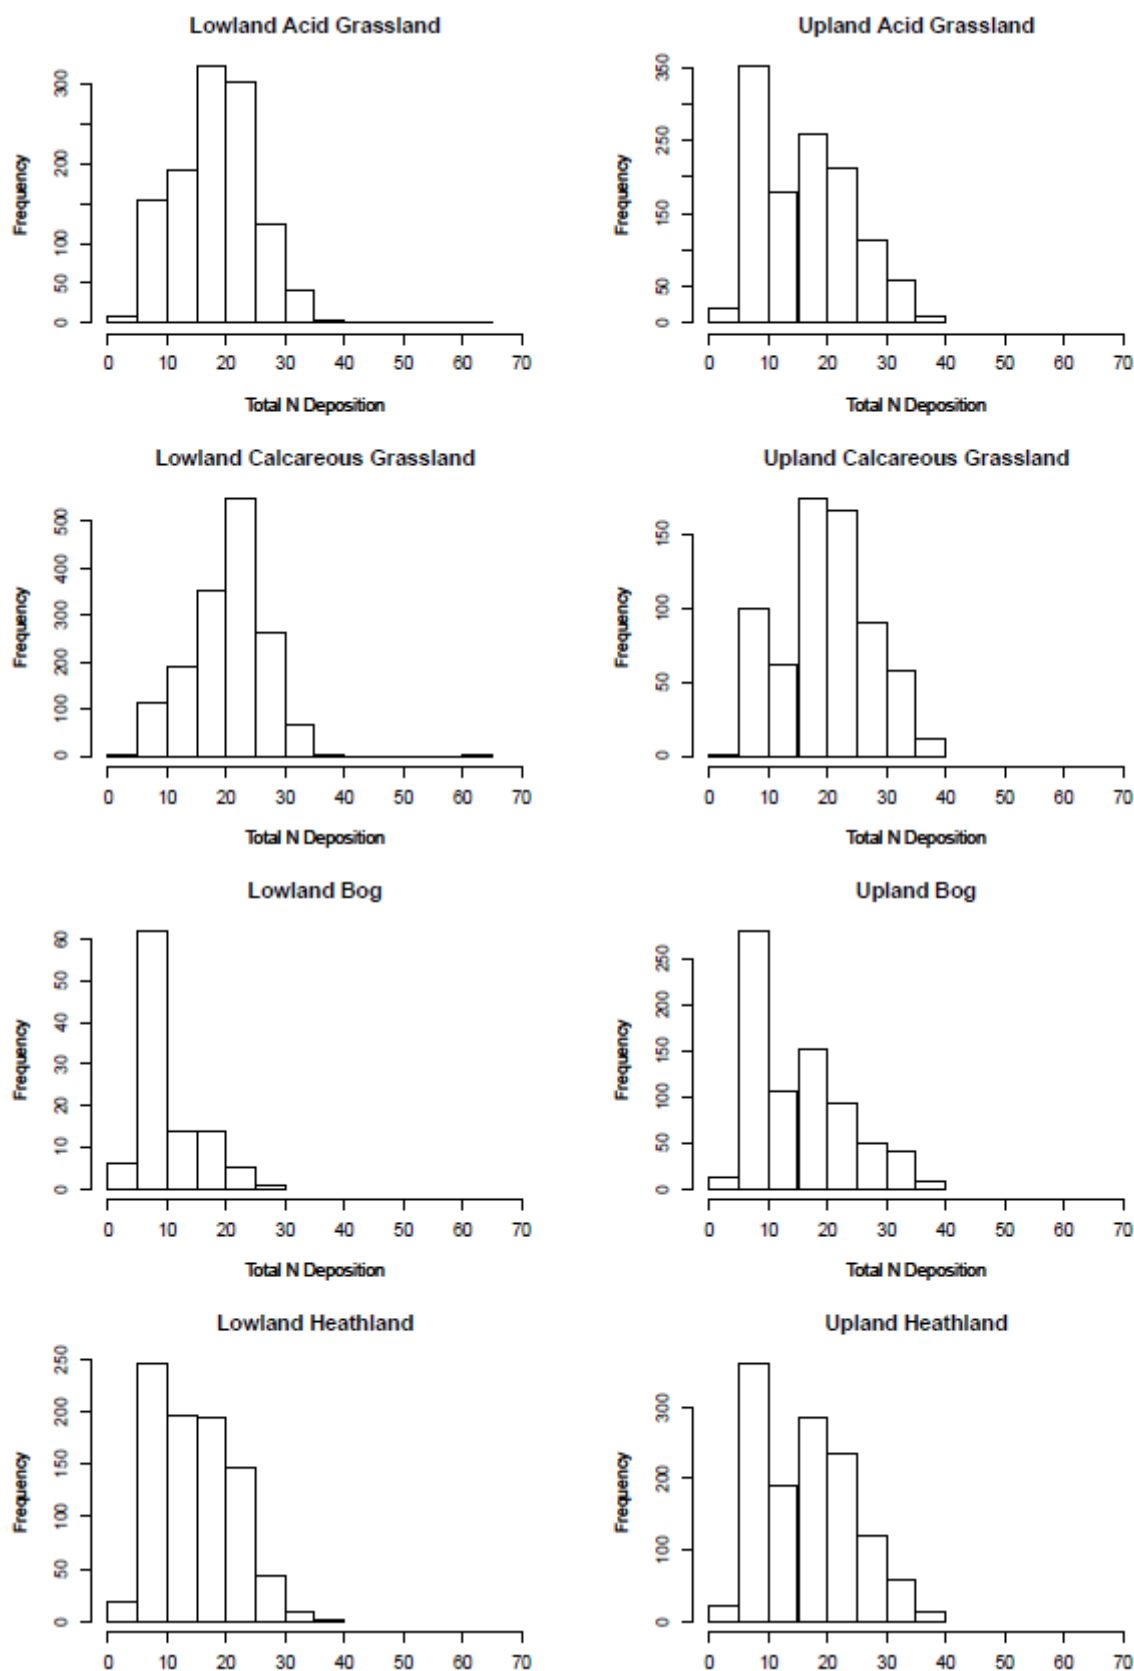 Lowland Acid Grassland
Frequency
0 50 100 200 300
0 10 20 30 40 50 60 70
Total N Deposition
Upland Acid Grassland
Frequency
0 50 150 250 350
0 10 20 30 40 50 60 70
Total N Deposition
Lowland Calcareous Grassland
Frequency
0 100 200 300 400 500
0 10 20 30 40 50 60 70
Total N Deposition
Upland Calcareous Grassland
Frequency
0 50 100 150
0 10 20 30 40 50 60 70
Total N Deposition
Lowland Bog
Frequency
0 10 20 30 40 50 60
0 10 20 30 40 50 60 70
Total N Deposition
Upland Bog
Frequency
0 50 100 150 200 250
0 10 20 30 40 50 60 70
Total N Deposition
Lowland Heathland
Frequency
0 50 100 150 200 250
0 10 20 30 40 50 60 70
Upland Heathland
Frequency
0 100 200 300
0 10 20 30 40 50 60 70